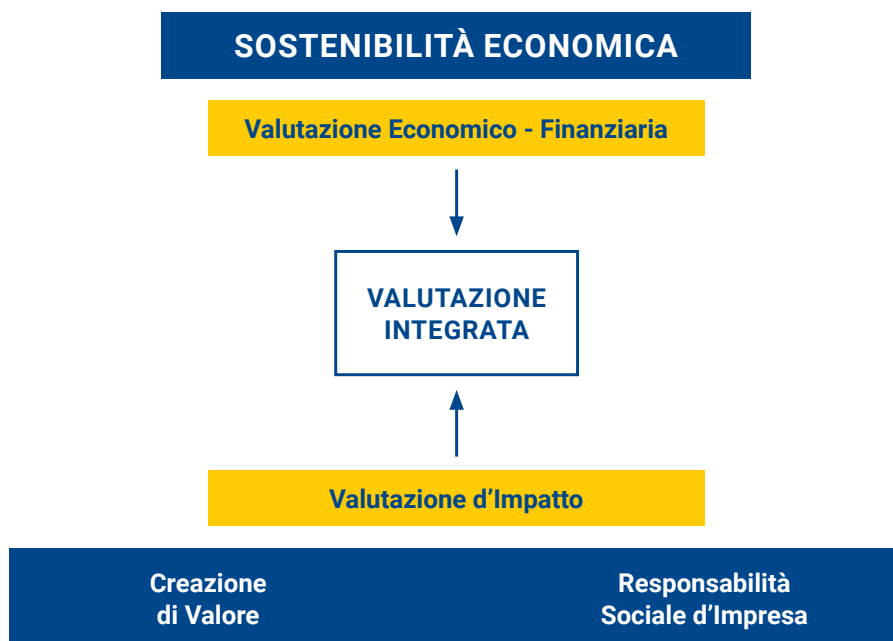 SOSTENIBILITÀ ECONOMICA
Valutazione Economico - Finanziaria
VALUTAZIONE
INTEGRATA
Valutazione d’Impatto
Creazione
di Valore
Responsabilità
Sociale d’Impresa